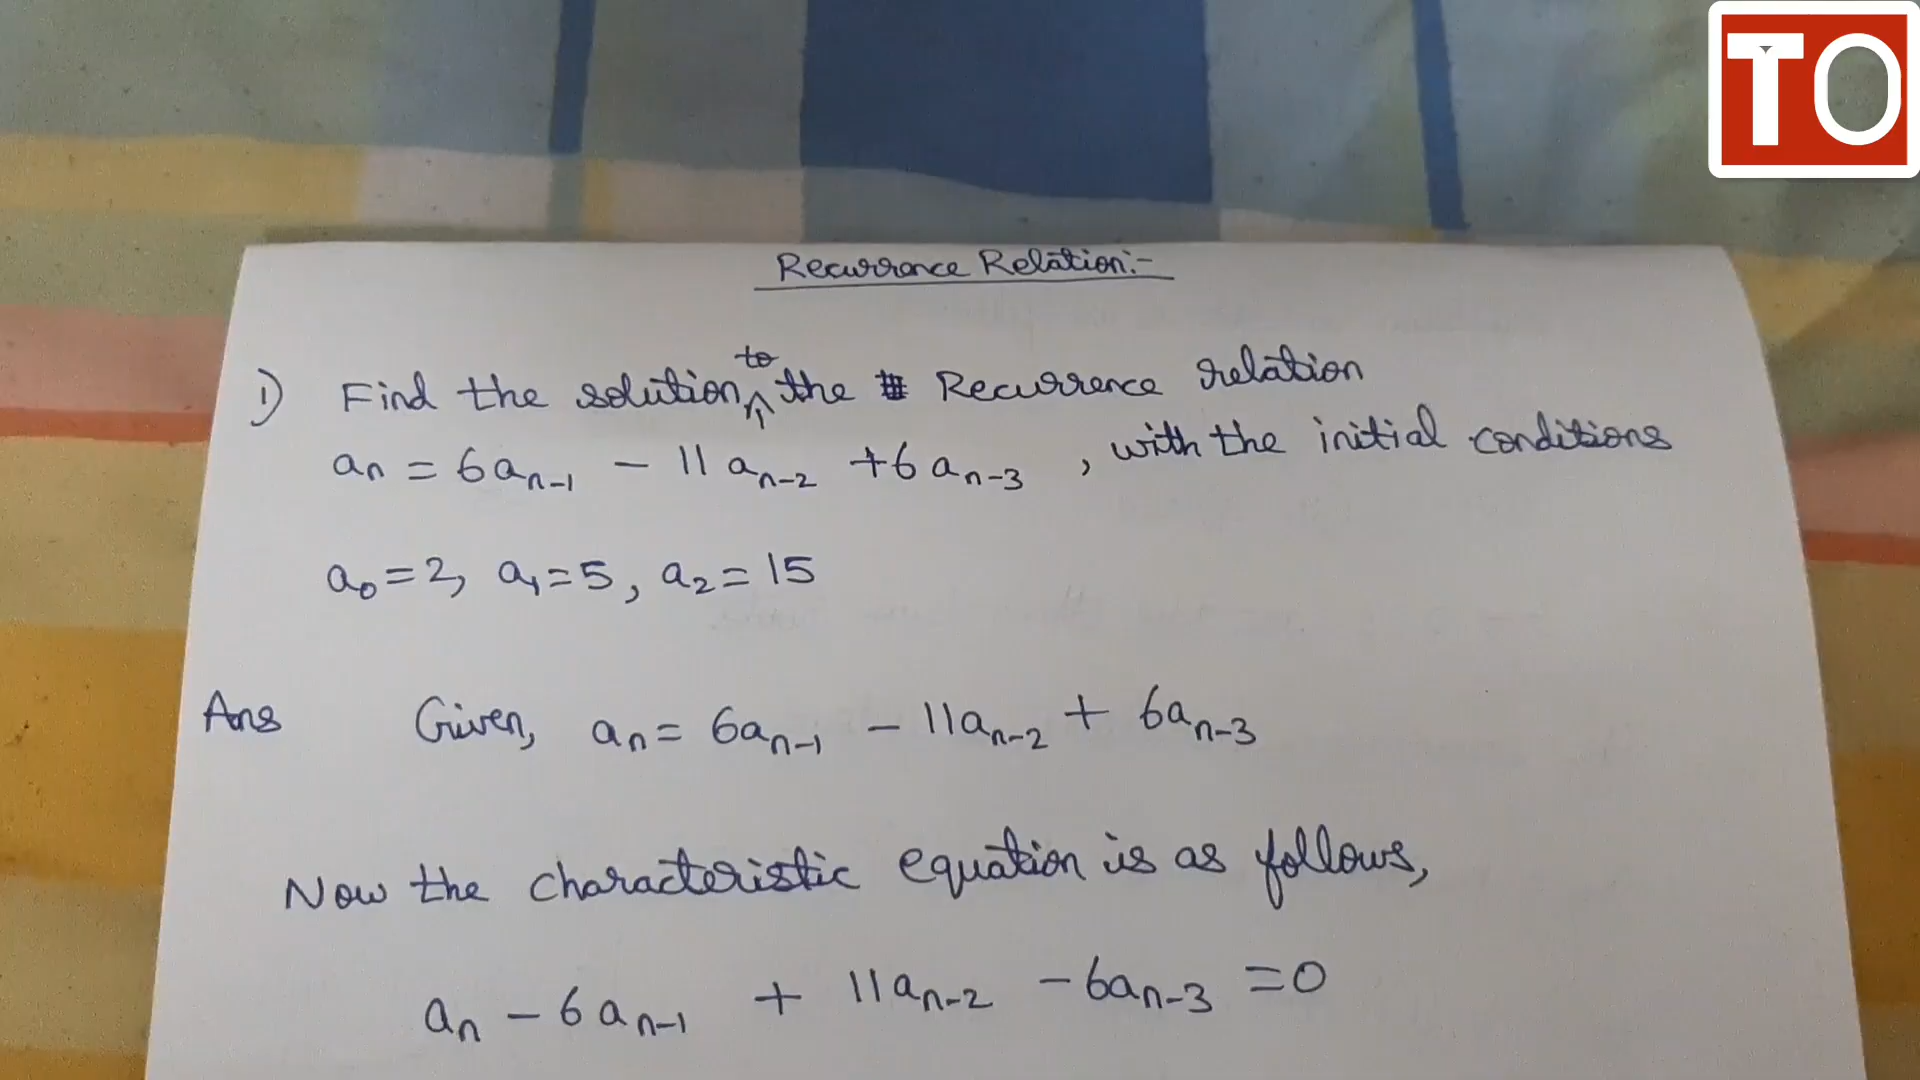 TO
Recurrence Relation:-
1) Find the solution to the Recurrence relation
an = 6an-1 - 11an-2 + 6an-3, with the initial conditions
a0 = 2, a1 = 5, a2 = 15
Ans Given, an = 6an-1 - 11an-2 + 6an-3
Now the characteristic equation is as follows,
an - 6an-1 + 11an-2 - 6an-3 = 0